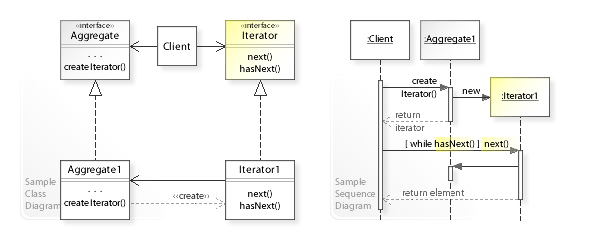 «interface»
Aggregate
. . .
createIterator()
Client
«interface»
Iterator
next()
hasNext()
Aggregate1
. . .
createIterator()
«create»
Iterator1
next()
hasNext()
Sample
Class
Diagram
:Client
:Aggregate1
create
Iterator()
new
:Iterator1
return
iterator
[ while hasNext() ] next()
return element
Sample
Sequence
Diagram